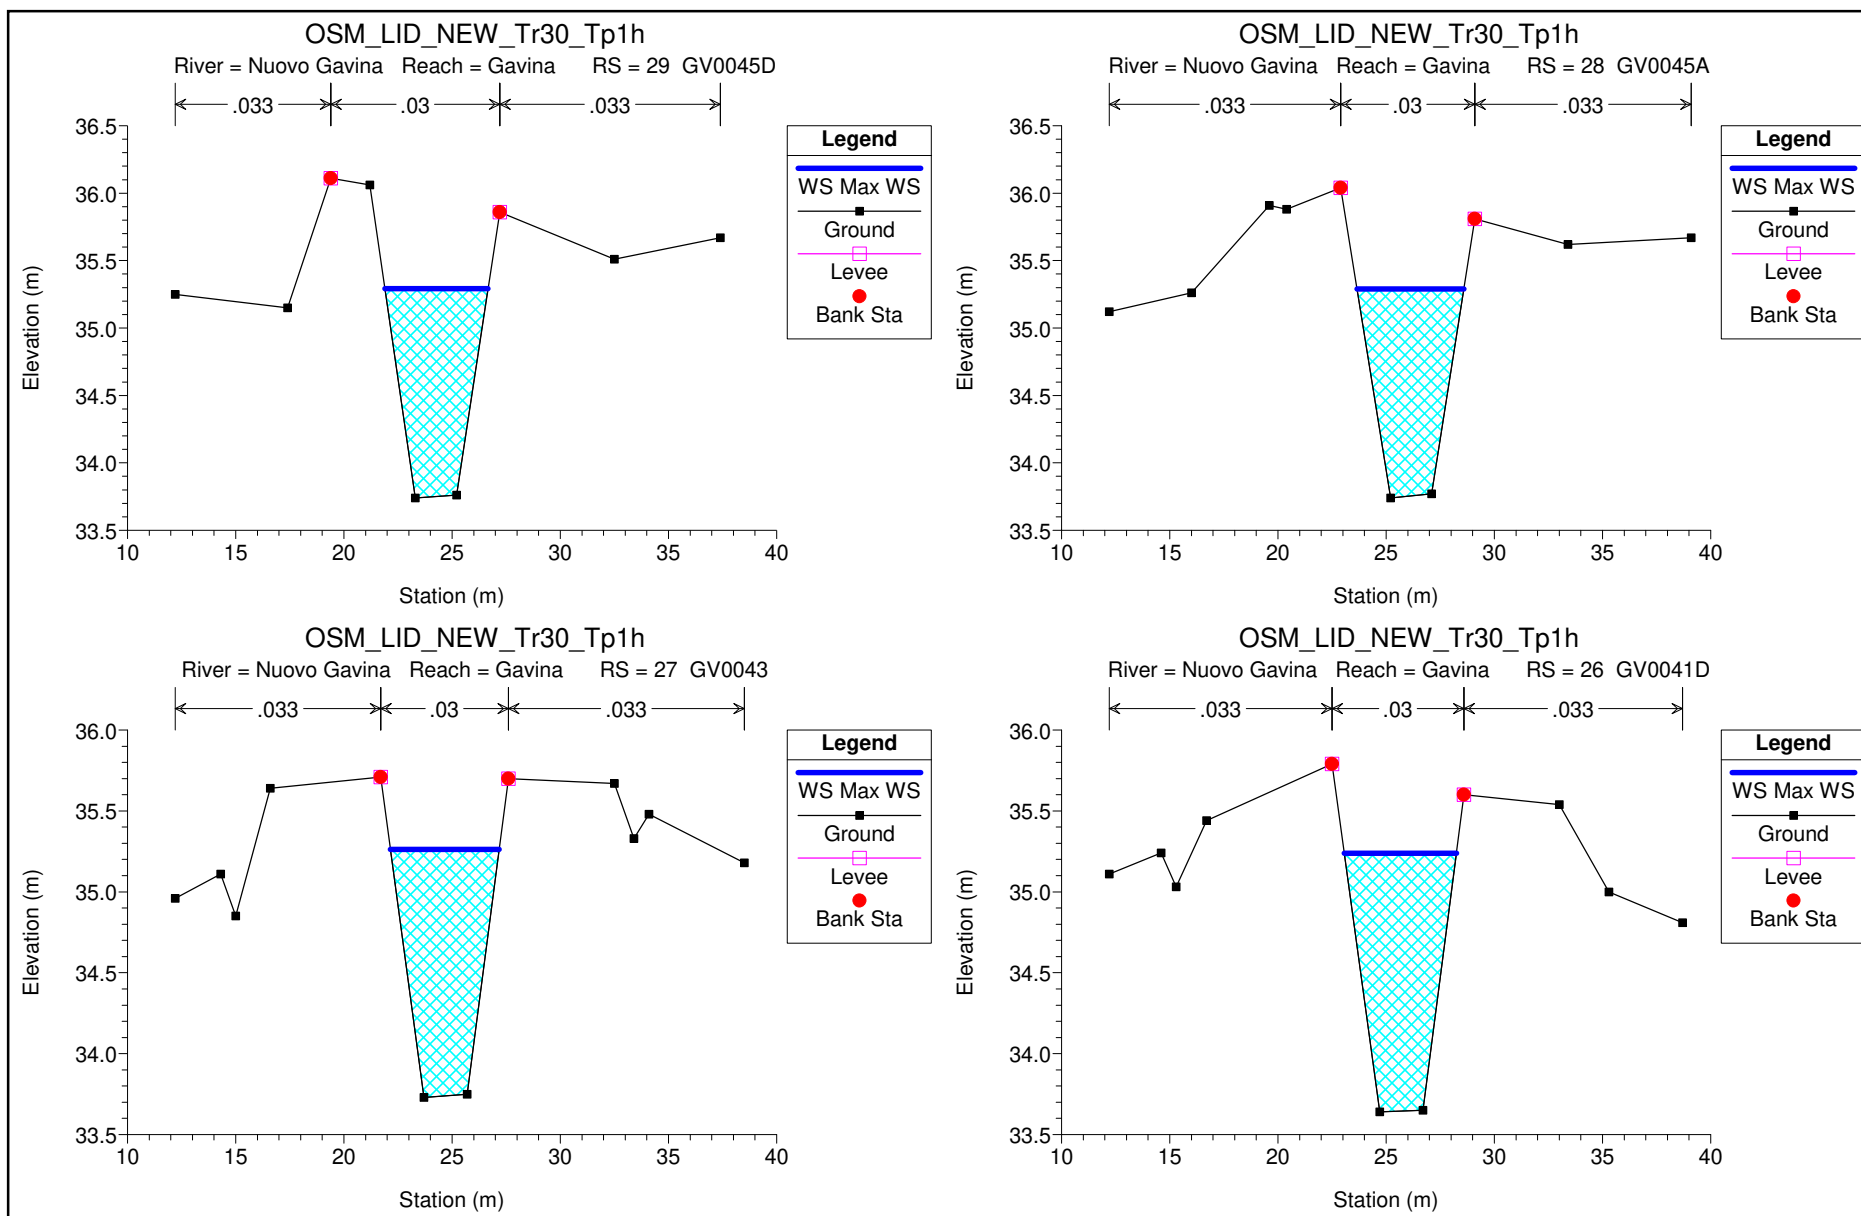 OSM_LID_NEW_Tr30_Tp1h
River = Nuovo Gavina Reach = Gavina RS = 29 GV0045D
.033 .03 .033
36.5
36.0
35.5
35.0
34.5
34.0
33.5
Elevation (m)
10 15 20 25 30 35 40
Station (m)
Legend
WS Max WS
Ground
Levee
Bank Sta
OSM_LID_NEW_Tr30_Tp1h
River = Nuovo Gavina Reach = Gavina RS = 28 GV0045A
.033 .03 .033
36.5
36.0
35.5
35.0
34.5
34.0
33.5
Elevation (m)
10 15 20 25 30 35 40
Station (m)
Legend
WS Max WS
Ground
Levee
Bank Sta
OSM_LID_NEW_Tr30_Tp1h
River = Nuovo Gavina Reach = Gavina RS = 27 GV0043
.033 .03 .033
36.0
35.5
35.0
34.5
34.0
33.5
Elevation (m)
10 15 20 25 30 35 40
Station (m)
Legend
WS Max WS
Ground
Levee
Bank Sta
OSM_LID_NEW_Tr30_Tp1h
River = Nuovo Gavina Reach = Gavina RS = 26 GV0041D
.033 .03 .033
36.0
35.5
35.0
34.5
34.0
33.5
Elevation (m)
10 15 20 25 30 35 40
Station (m)
Legend
WS Max WS
Ground
Levee
Bank Sta